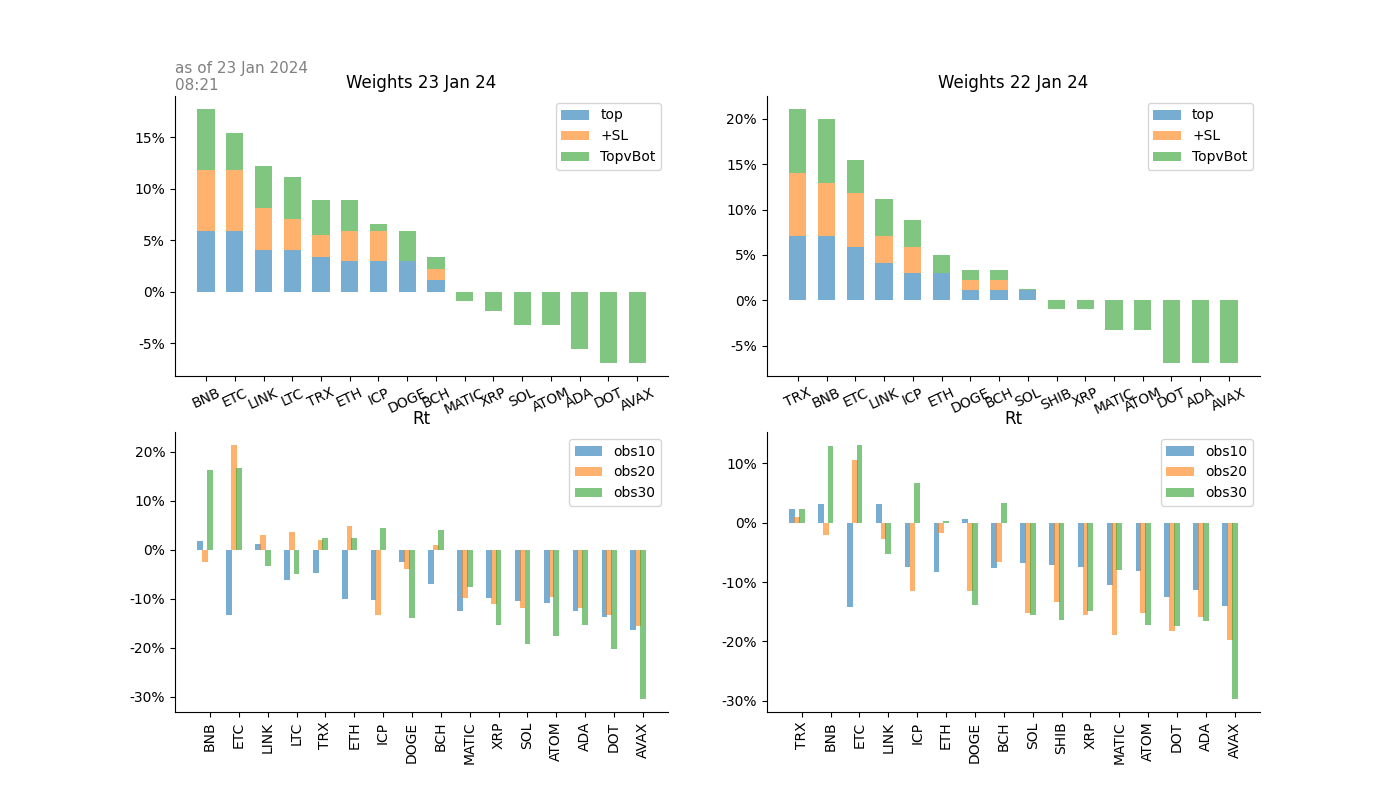 as of 23 Jan 2024
08:21
Weights 23 Jan 24
top
+SL
TopvBot
15%
10%
5%
0%
-5%
BNB ETC LINK LTC TRX ETH ICP DOGE BCH MATIC XRP SOL ATOM ADA DOT AVAX
Weights 22 Jan 24
top
+SL
TopvBot
20%
15%
10%
5%
0%
-5%
TRX BNB ETC LINK ICP ETH DOGE BCH SOL SHIB XRP MATIC ATOM DOT ADA AVAX
Rt
obs10
obs20
obs30
20%
10%
0%
-10%
-20%
-30%
BNB ETC LINK LTC TRX ETH ICP DOGE BCH MATIC XRP SOL ATOM ADA DOT AVAX
Rt
obs10
obs20
obs30
10%
0%
-10%
-20%
-30%
TRX BNB ETC LINK ICP ETH DOGE BCH SOL SHIB XRP MATIC ATOM DOT ADA AVAX